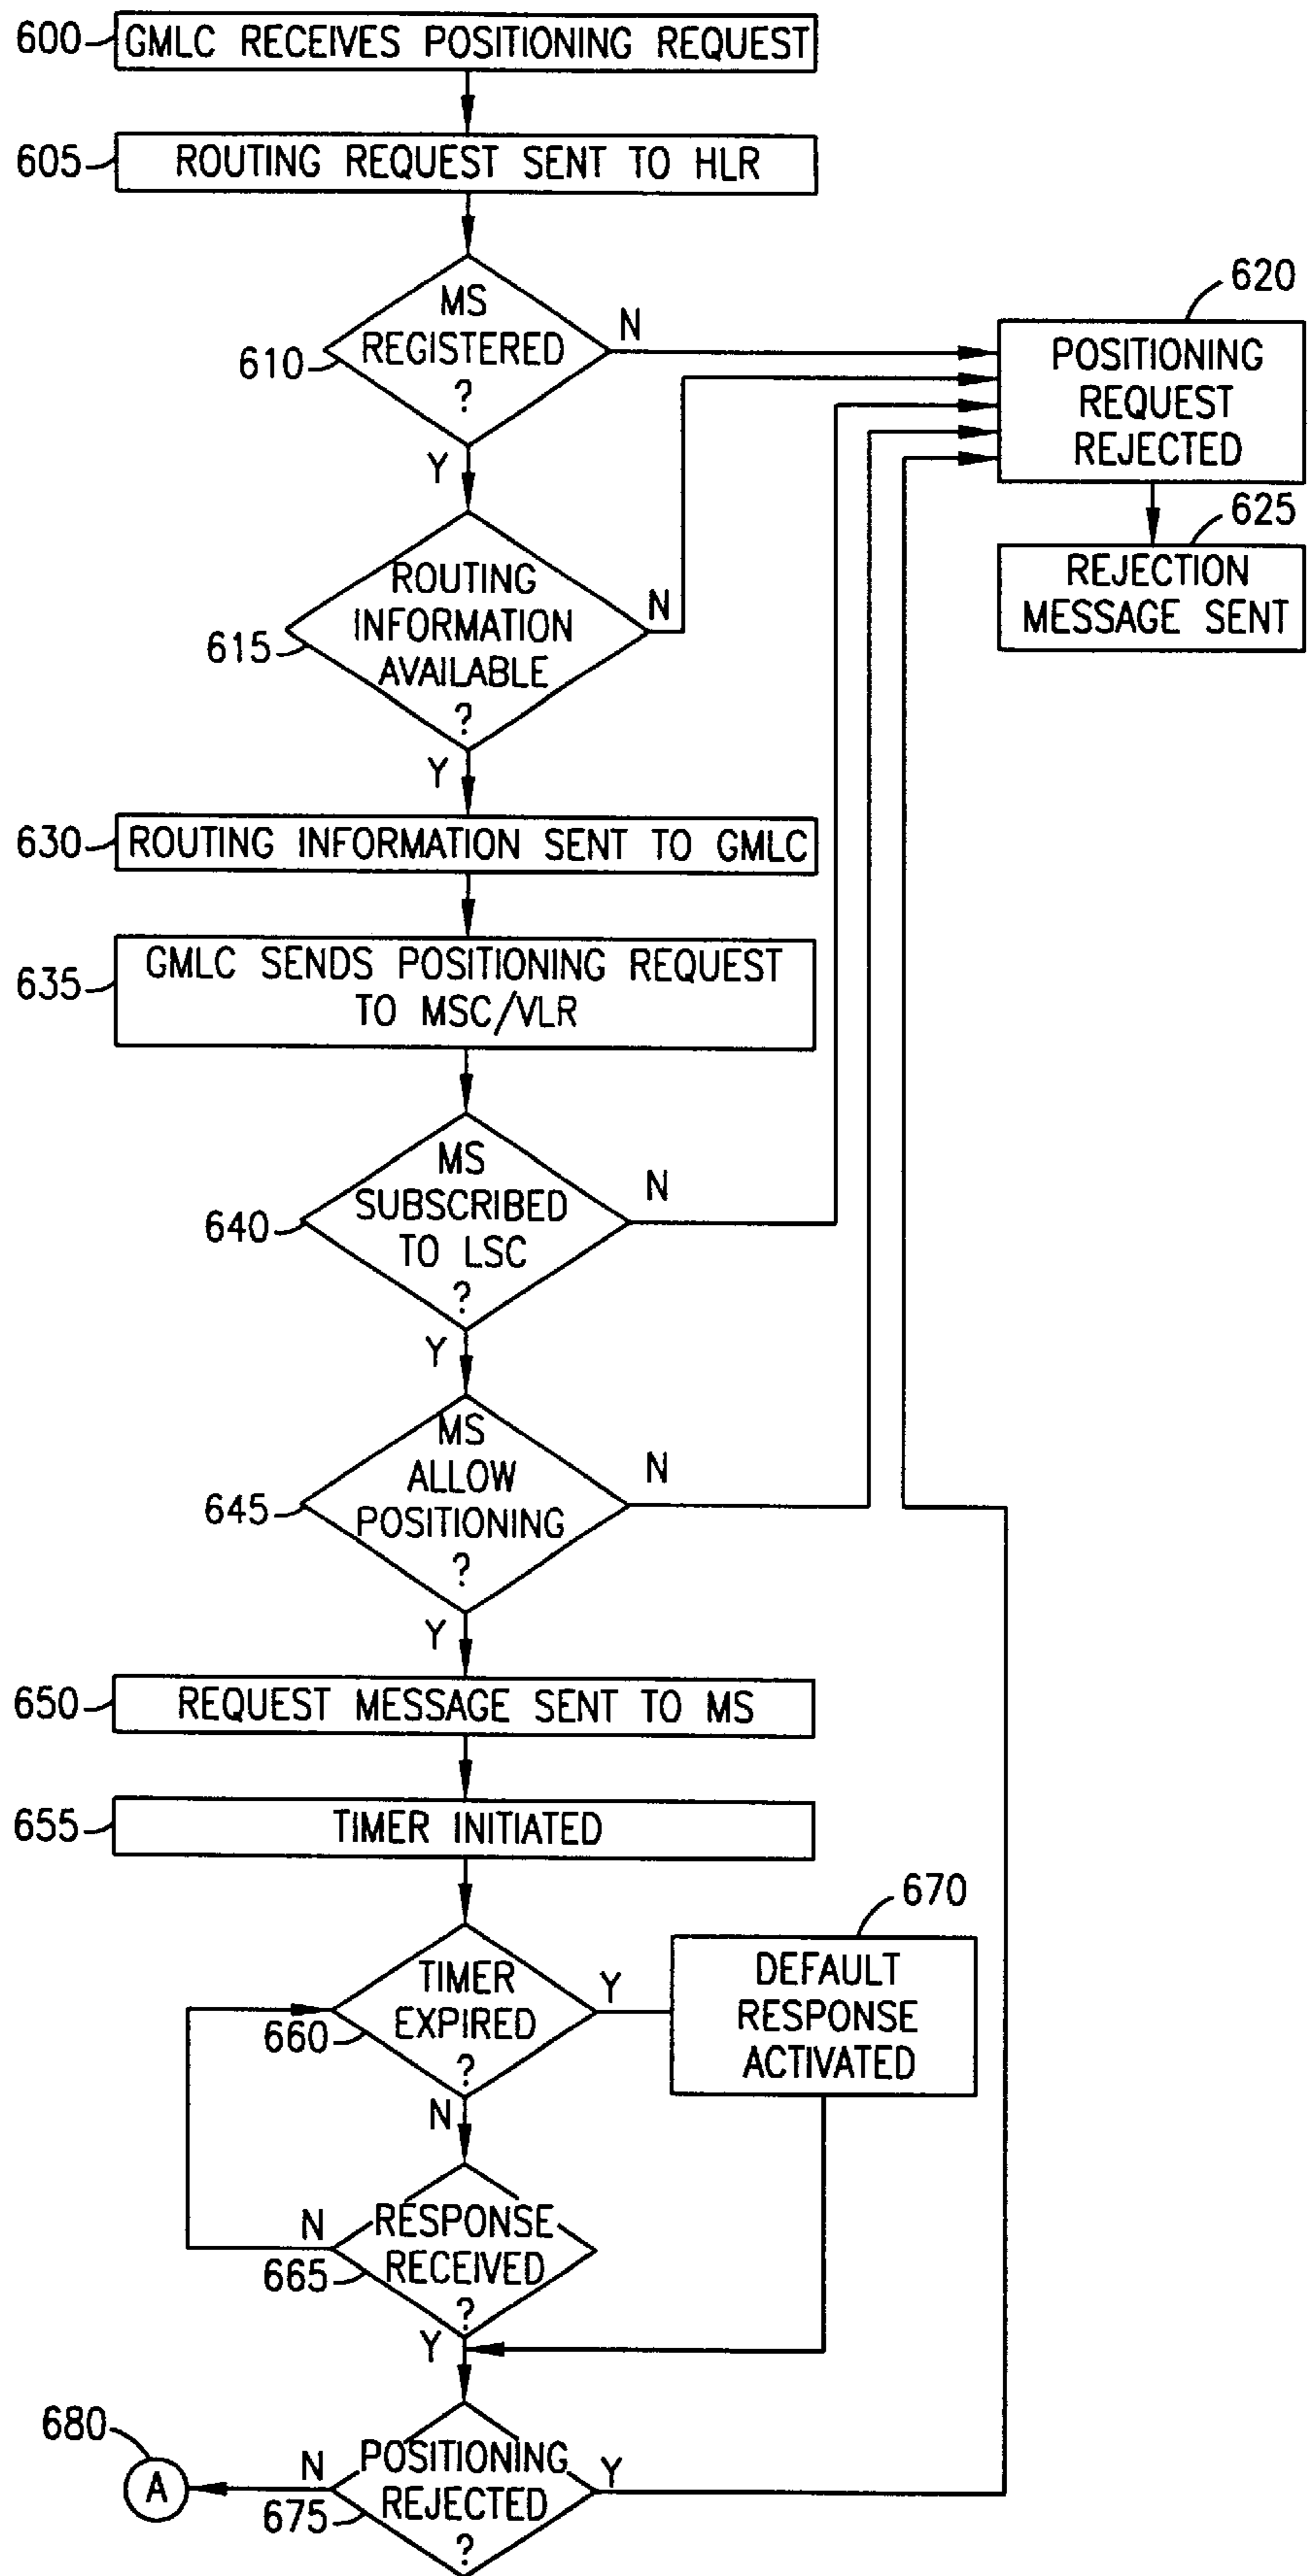 600 GMLC RECEIVES POSITIONING REQUEST
605 ROUTING REQUEST SENT TO HLR
MS
REGISTERED
?
610
N
Y
620
POSITIONING
REQUEST
REJECTED
625
REJECTION
MESSAGE SENT
ROUTING
INFORMATION
AVAILABLE
?
615
N
Y
630 ROUTING INFORMATION SENT TO GMLC
635 GMLC SENDS POSITIONING REQUEST
TO MSC/VLR
MS
SUBSCRIBED
TO LSC
?
640
N
Y
MS
ALLOW
POSITIONING
?
645
N
Y
650 REQUEST MESSAGE SENT TO MS
655 TIMER INITIATED
TIMER
EXPIRED
?
660
Y
N
670
DEFAULT
RESPONSE
ACTIVATED
RESPONSE
RECEIVED
?
665
N
Y
POSITIONING
REJECTED
?
675
N
Y
680
A